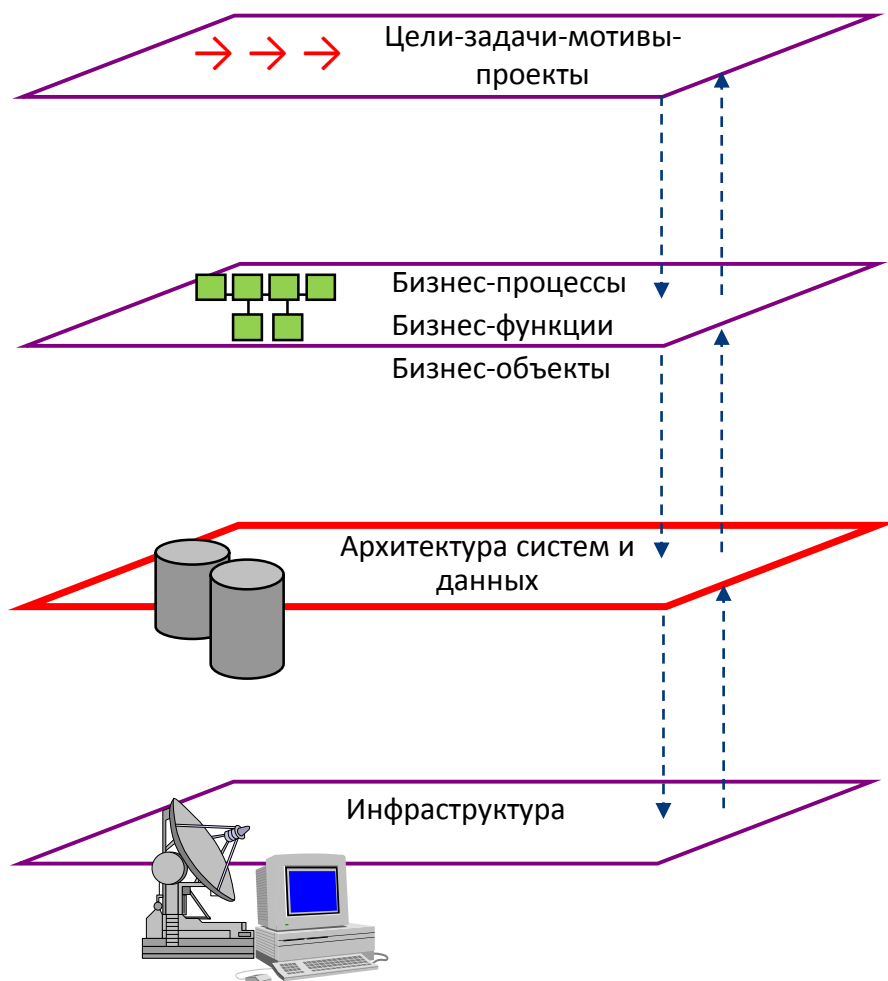 Цели-задачи-мотивы-
проекты
Бизнес-процессы
Бизнес-функции
Бизнес-объекты
Архитектура систем и
данных
Инфраструктура